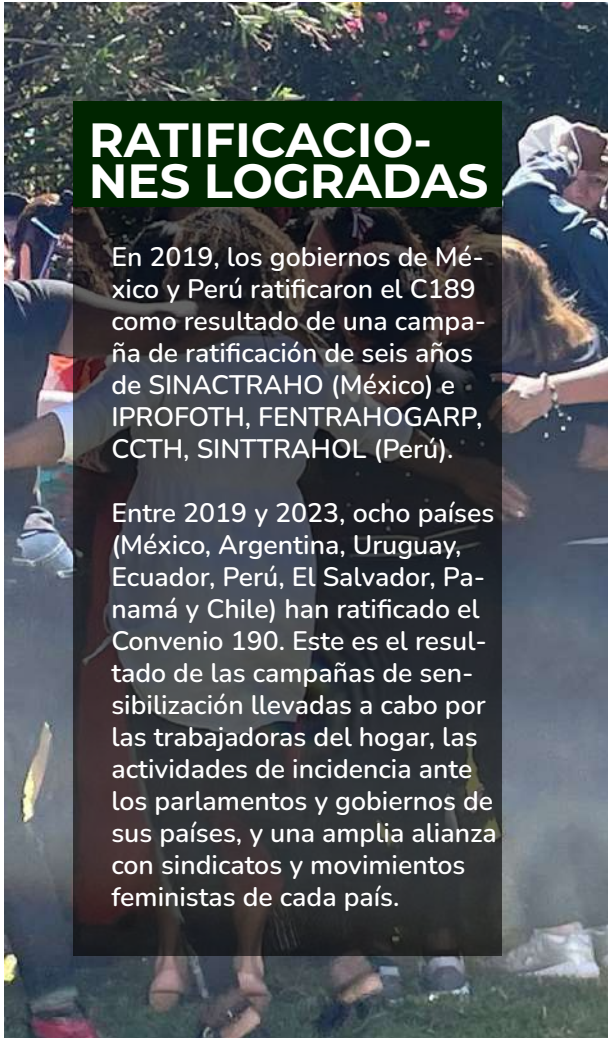 RATIFICACIO-
NES LOGRADAS
En 2019, los gobiernos de Mé-
xico y Perú ratificaron el C189
como resultado de una campa-
ña de ratificación de seis años
de SINACTRAHO (México) e
IPROFOTH, FENTRAHOGARP,
CCTH, SINTTRAHOL (Perú).
Entre 2019 y 2023, ocho países
(México, Argentina, Uruguay,
Ecuador, Perú, El Salvador, Pa-
namá y Chile) han ratificado el
Convenio 190. Este es el resul-
tado de las campañas de sen-
sibilización llevadas a cabo por
las trabajadoras del hogar, las
actividades de incidencia ante
los parlamentos y gobiernos de
sus países, y una amplia alianza
con sindicatos y movimientos
feministas de cada país.